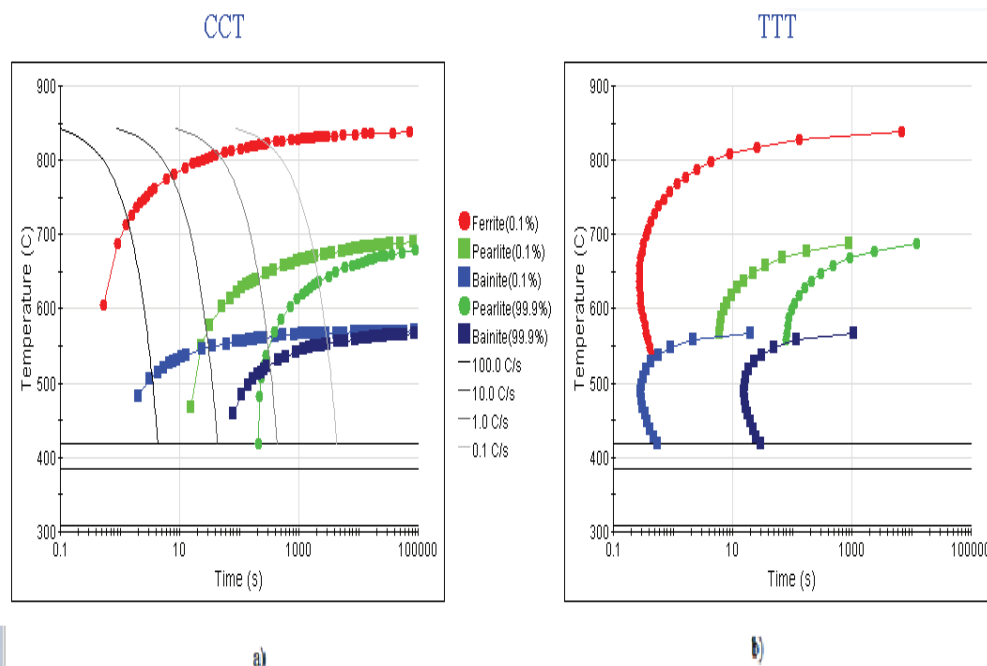 CCT
TTT
900
800
700
600
500
400
300
Temperature (C)
0.1
10
1000
100000
Time (s)
Ferrite(0.1%)
Pearlite(0.1%)
Bainite(0.1%)
Pearlite(99.9%)
Bainite(99.9%)
100.0 C/s
10.0 C/s
1.0 C/s
0.1 C/s
900
800
700
600
500
400
300
Temperature (C)
0.1
10
1000
100000
Time (s)
a)
b)